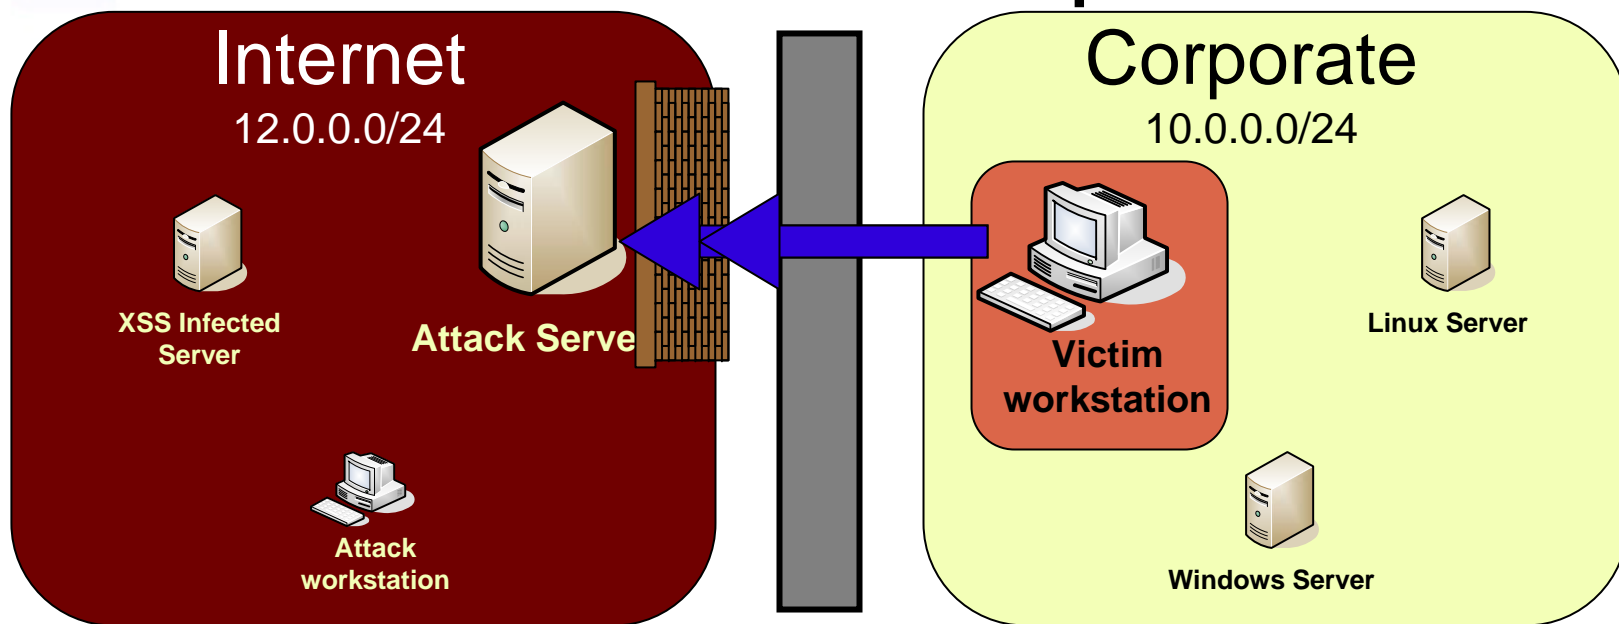 Internet
12.0.0.0/24
XSS Infected
Server
Attack Serve
Attack
workstation
Corporate
10.0.0.0/24
Victim
workstation
Linux Server
Windows Server